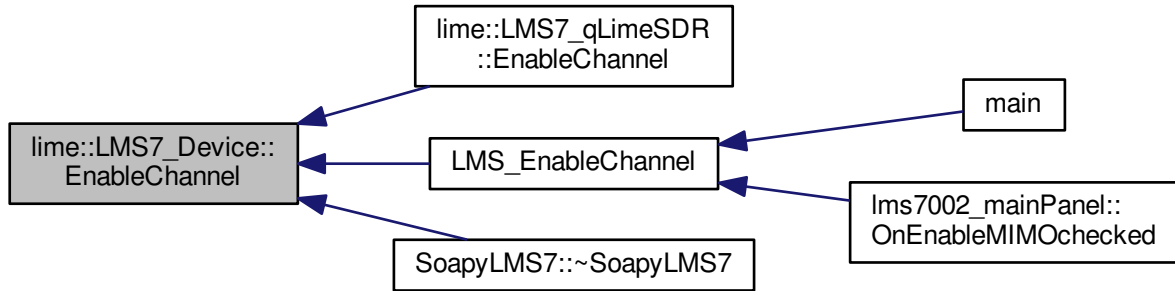 lime::LMS7_Device::
EnableChannel
lime::LMS7_qLimeSDR
::EnableChannel
LMS_EnableChannel
SoapyLMS7::~SoapyLMS7
main
lms7002_mainPanel::
OnEnableMIMOchecked